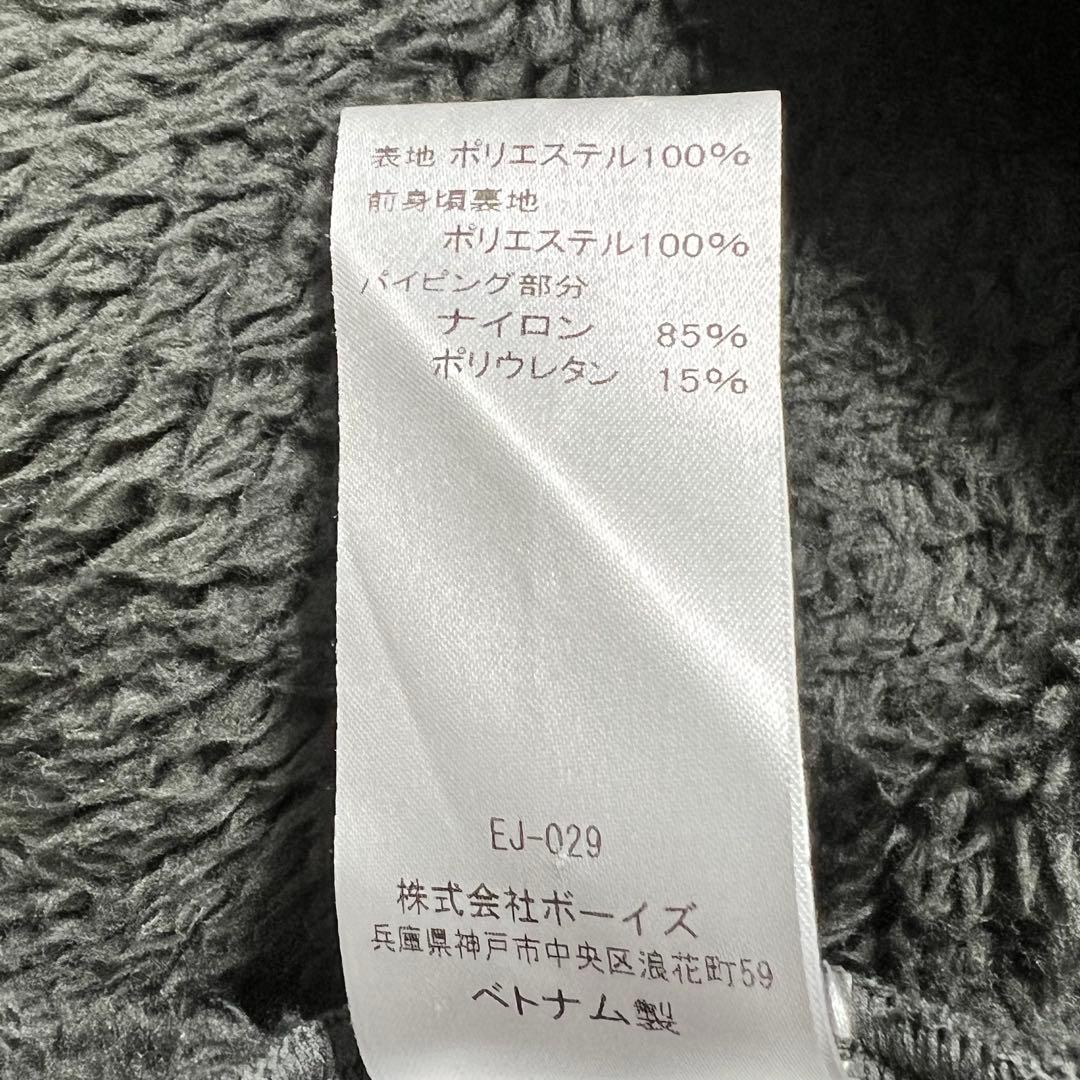 表地 ポリエステル100%
前身頃裏地
ポリエステル100%
パイピング部分
ナイロン 85%
ポリウレタン 15%
EJ-029
株式会社ボーイズ
兵庫県神戸市中央区浪花町59
ベトナム製